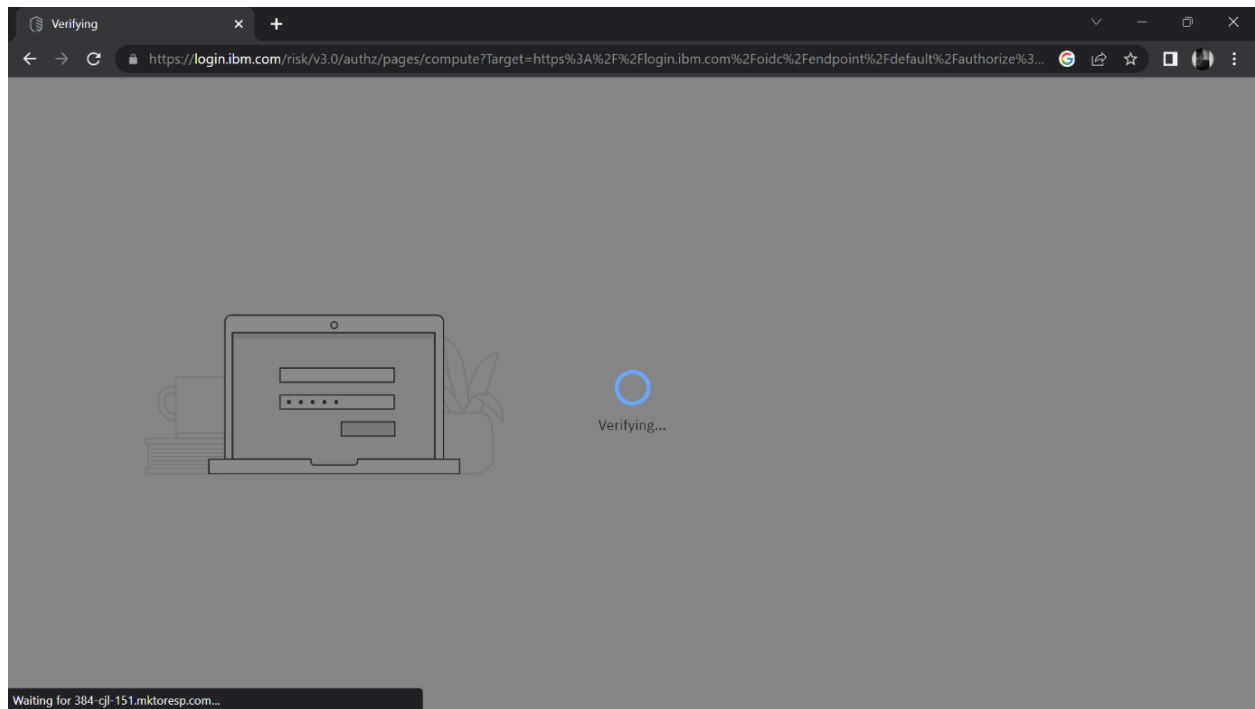 Verifying
https://login.ibm.com/risk/v3.0/authz/pages/compute?Target=https%3A%2F%2Flogin.ibm.com%2Foidc%2Fendpoint%2Fdefault%2Fauthorize%3...
Verifying...
Waiting for 384-cjl-151.mktoresp.com...